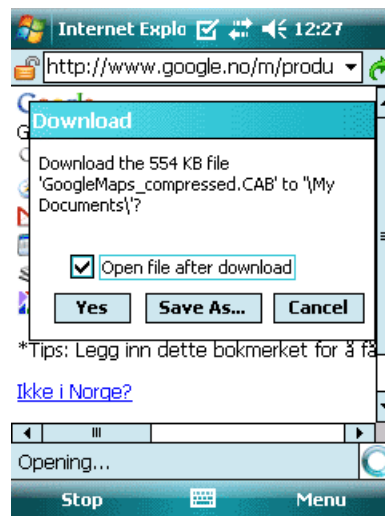 Internet Explo 12:27
http://www.google.no/m/produ
Download
Download the 554 KB file
'GoogleMaps_compressed.CAB' to '\My
Documents\'?
Open file after download
Yes Save As... Cancel
*Tips: Legg inn dette bokmerket for å få
Ikke i Norge?
Opening...
Stop Menu